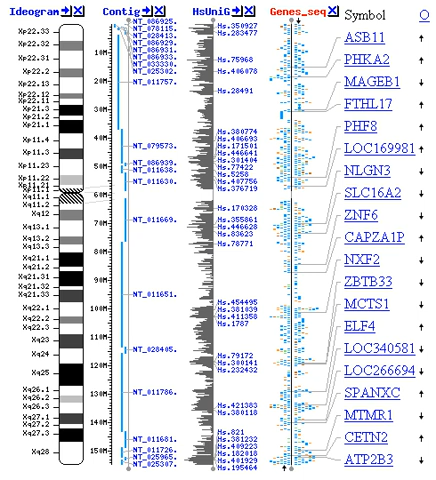 Ideogram Contig HsUniG Genes_seq Symbol O
Xp22.33
Xp22.31
Xp22.2
Xp22.13
Xp22.12
Xp22.11
Xp21.3
Xp21.2
Xp21.1
Xp11.4
Xp11.3
Xp11.23
Xp11.22
Xp11.21
Xp11.1
Xq11.1
Xq11.2
Xq12
Xq13.1
Xq13.2
Xq13.3
Xq21.1
Xq21.2
Xq21.31
Xq21.32
Xq21.33
Xq22.1
Xq22.2
Xq22.3
Xq23
Xq24
Xq25
Xq26.1
Xq26.2
Xq26.3
Xq27.1
Xq27.2
Xq27.3
Xq28
10M
20M
30M
40M
50M
60M
70M
80M
90M
100M
110M
120M
130M
140M
150M
NT_086925.
NT_078115.
NT_028413.
NT_086929.
NT_086931.
NT_086933.
NT_033330.
NT_025302.
NT_011757.
NT_079573.
NT_086939.
NT_011638.
NT_011630.
NT_011669.
NT_011651.
NT_028405.
NT_011786.
NT_011681.
NT_011726.
NT_025965.
NT_025307.
Hs.350927
Hs.283477
Hs.75968
Hs.406078
Hs.28491
Hs.380774
Hs.406693
Hs.171501
Hs.446641
Hs.301404
Hs.77422
Hs.5258
Hs.407756
Hs.376719
Hs.170328
Hs.355861
Hs.446628
Hs.83623
Hs.78771
Hs.454495
Hs.381039
Hs.411358
Hs.1787
Hs.79172
Hs.380141
Hs.232432
Hs.421383
Hs.380118
Hs.821
Hs.381232
Hs.409223
Hs.182018
Hs.401929
Hs.195464
ASB11
PHKA2
MAGEB1
FTHL17
PHF8
LOC169981
NLGN3
SLC16A2
ZNF6
CAPZA1P
NXF2
ZBTB33
MCTS1
ELF4
LOC340581
LOC266694
SPANXC
MTMR1
CETN2
ATP2B3